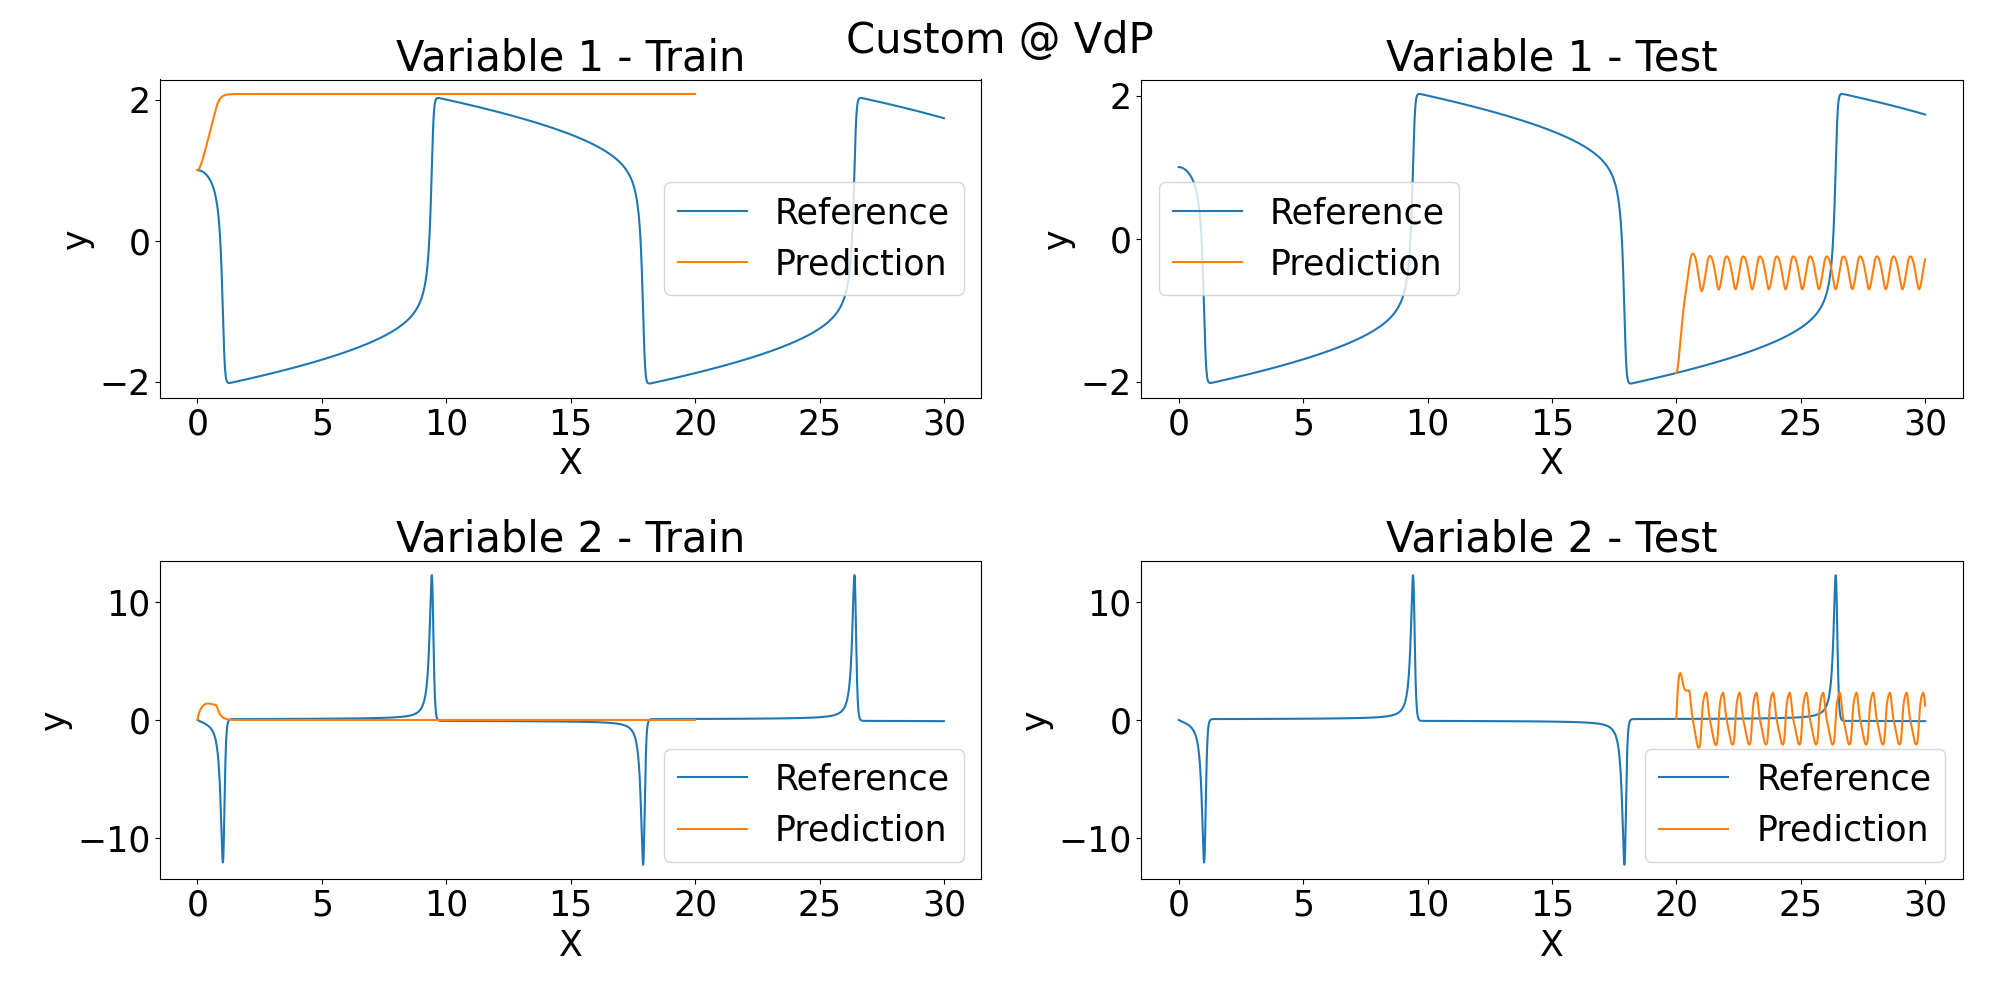 Custom @ VdP
Variable 1 - Train
2
0
−2
y
0 5 10 15 20 25 30
X
Reference
Prediction
Variable 1 - Test
2
0
−2
y
0 5 10 15 20 25 30
X
Reference
Prediction
Variable 2 - Train
10
0
−10
y
0 5 10 15 20 25 30
X
Reference
Prediction
Variable 2 - Test
10
0
−10
y
0 5 10 15 20 25 30
X
Reference
Prediction